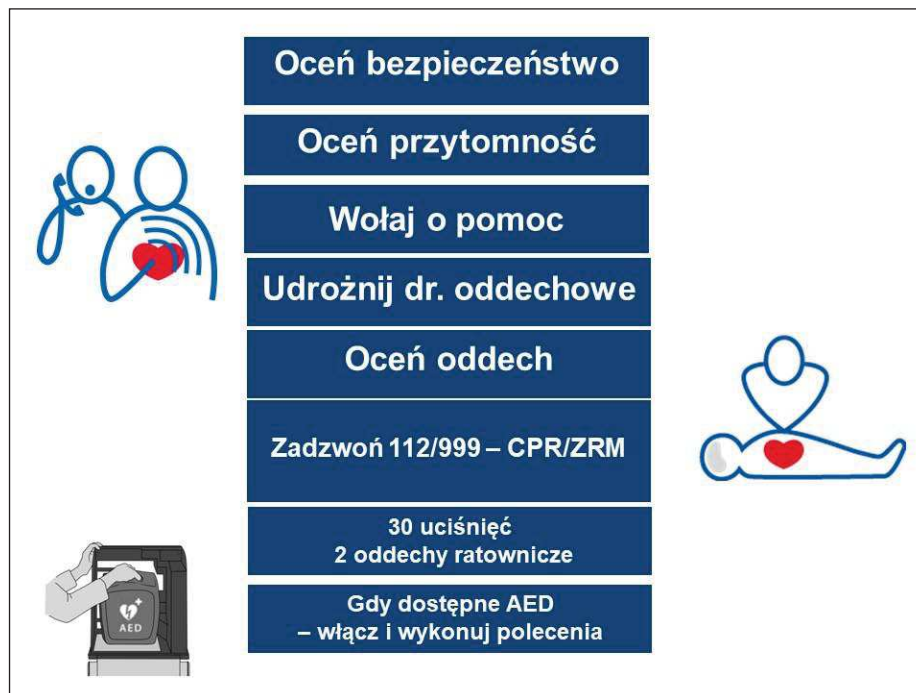 Oceń bezpieczeństwo
Oceń przytomność
Wołaj o pomoc
Udrożnij dr. oddechowe
Oceń oddech
Zadzwoń 112/999 – CPR/ZRM
30 uciśnięć
2 oddechy ratownicze
Gdy dostępne AED
– włącz i wykonuj polecenia
AED